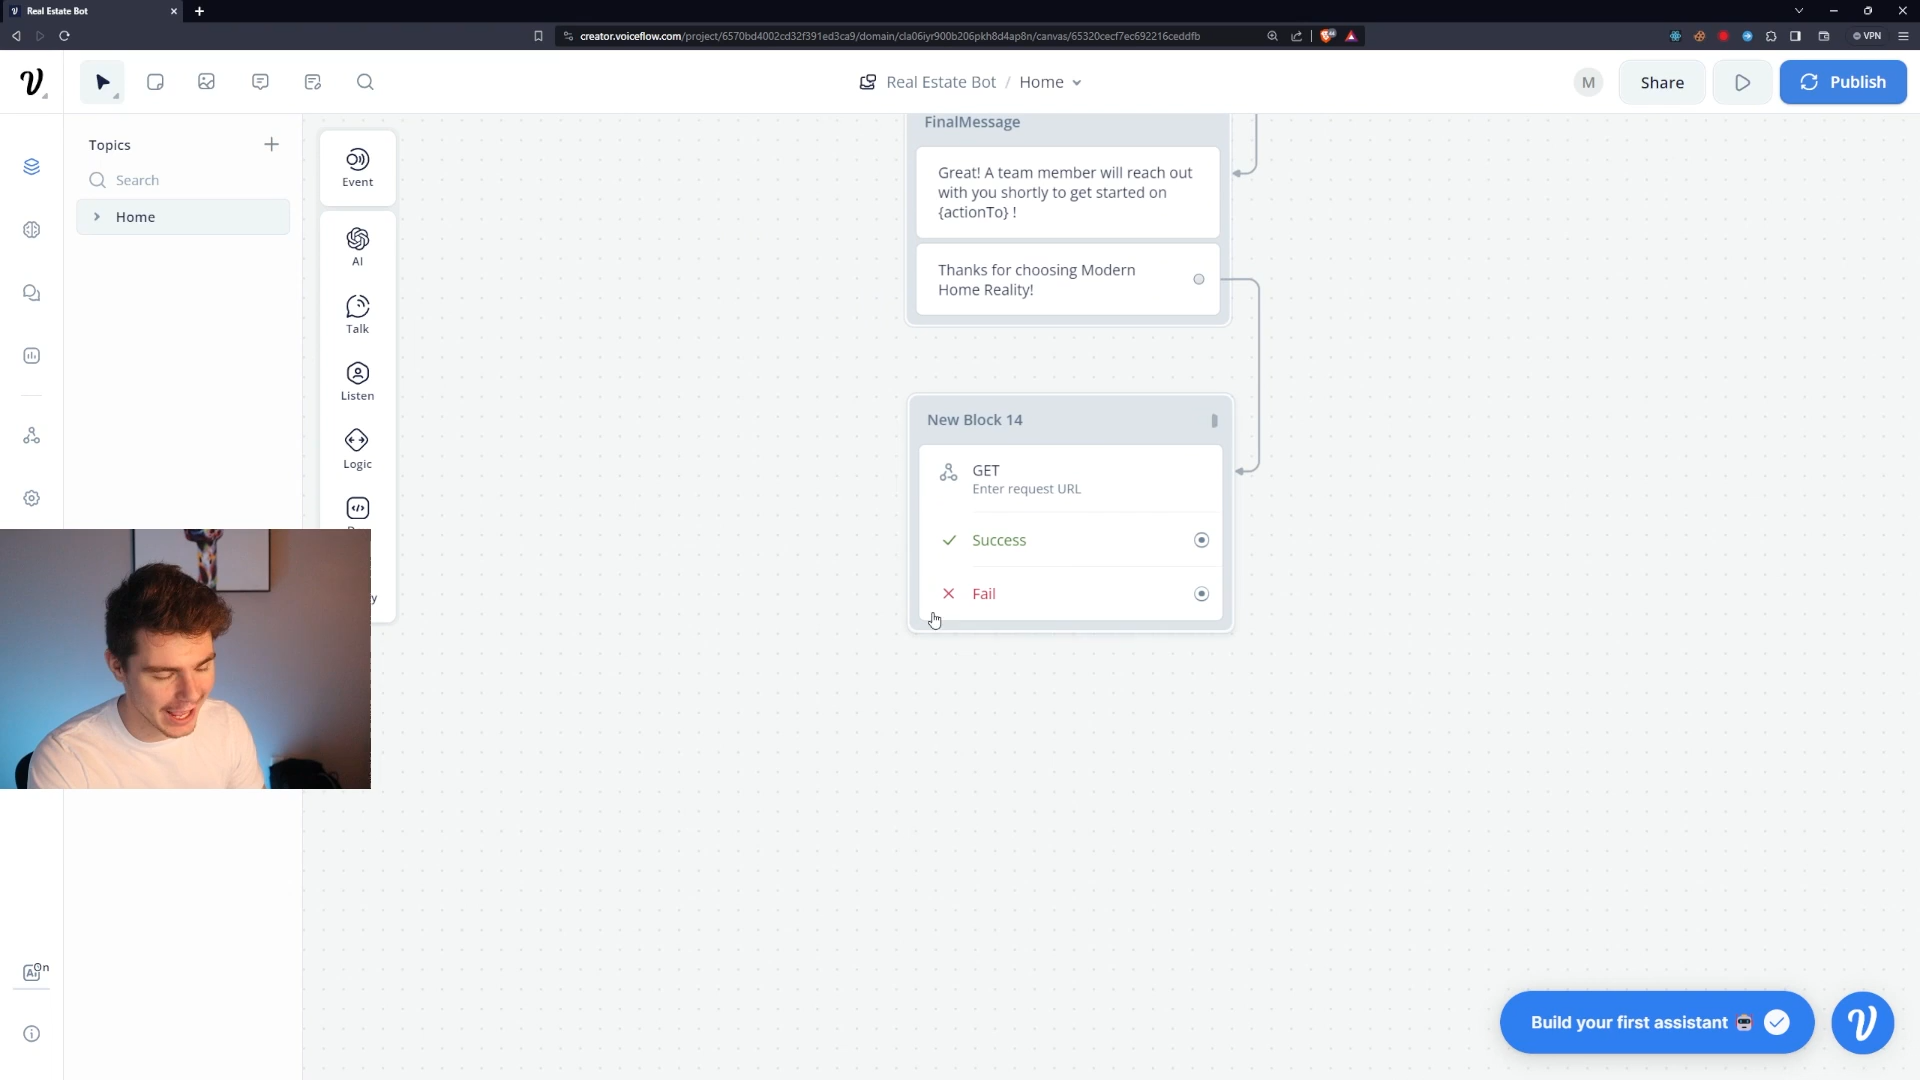 Real Estate Bot
creator.voiceflow.com/project/6570bd4002cd32f391ed3ca9/domain/cla06iyr900b206pkh8d4ap8n/canvas/65320cecf7ec692216ceddfb
VPN
Real Estate Bot / Home
M
Share
Publish
Topics
Search
Home
Event
AI
Talk
Listen
Logic
FinalMessage
Great! A team member will reach out
with you shortly to get started on
{actionTo} !
Thanks for choosing Modern
Home Reality!
New Block 14
GET
Enter request URL
Success
Fail
On
Build your first assistant